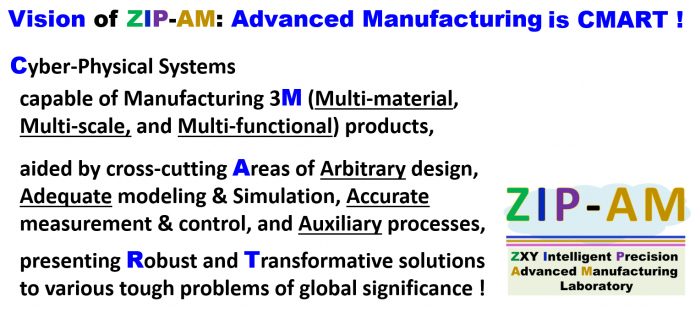 Vision of ZIP-AM: Advanced Manufacturing is CMART !
Cyber-Physical Systems
capable of Manufacturing 3M (Multi-material,
Multi-scale, and Multi-functional) products,
aided by cross-cutting Areas of Arbitrary design,
Adequate modeling & Simulation, Accurate
measurement & control, and Auxiliary processes,
presenting Robust and Transformative solutions
to various tough problems of global significance !
ZIP-AM
ZXY Intelligent Precision
Advanced Manufacturing
Laboratory